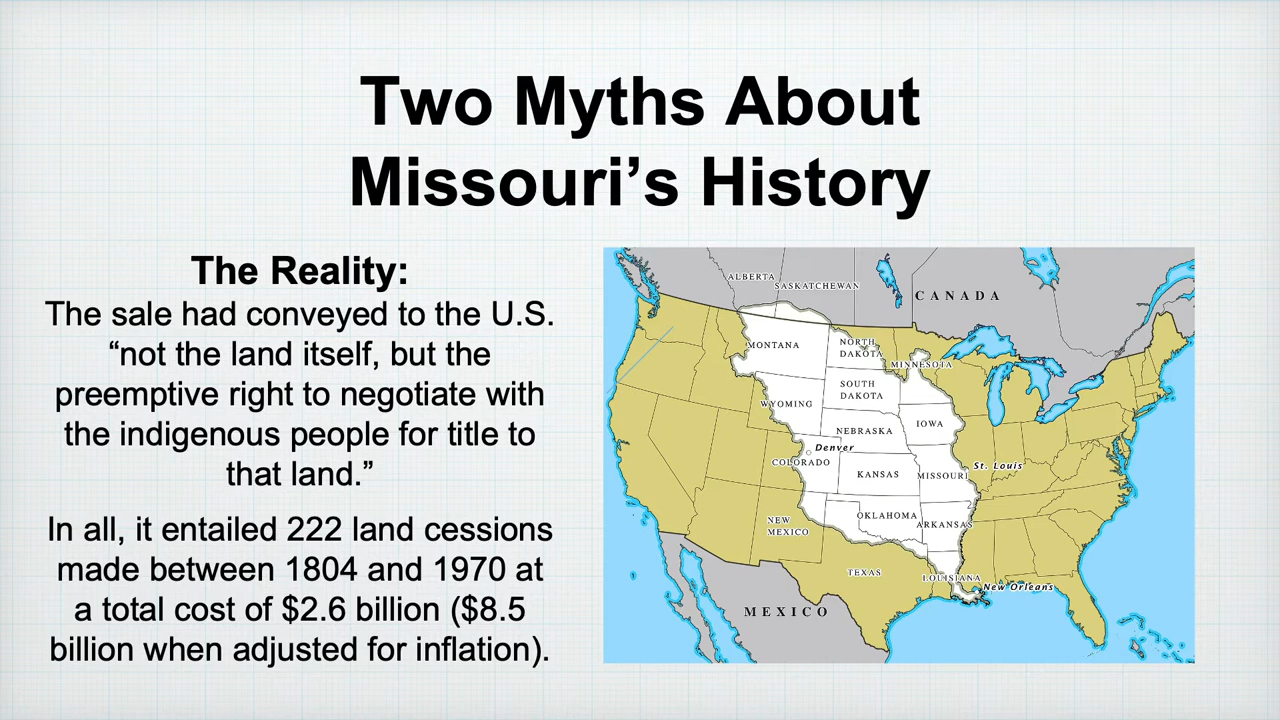 Two Myths About
Missouri’s History
The Reality:
The sale had conveyed to the U.S.
“not the land itself, but the
preemptive right to negotiate with
the indigenous people for title to
that land.”
In all, it entailed 222 land cessions
made between 1804 and 1970 at
a total cost of $2.6 billion ($8.5
billion when adjusted for inflation).
ALBERTA
SASKATCHEWAN
CANADA
MONTANA
NORTH
DAKOTA
MINNESOTA
SOUTH
DAKOTA
WYOMING
NEBRASKA
IOWA
Denver
COLORADO
KANSAS
MISSOURI
St. Louis
OKLAHOMA
ARKANSAS
NEW
MEXICO
TEXAS
LOUISIANA
New Orleans
MEXICO